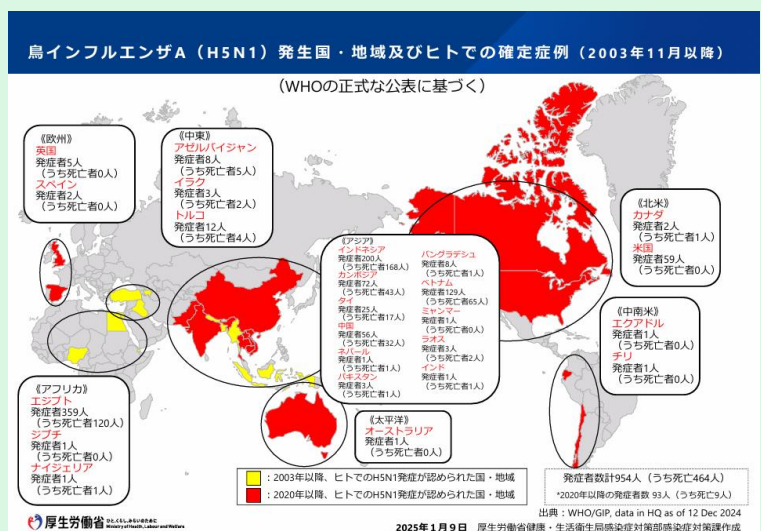 鳥インフルエンザA(H5N1)発生国・地域及びヒトでの確定症例(2003年11月以降)
(WHOの正式な公表に基づく)
《欧州》
英国
発症者5人
(うち死亡者0人)
スペイン
発症者2人
(うち死亡者0人)
《中東》
アゼルバイジャン
発症者8人
(うち死亡者5人)
イラク
発症者3人
(うち死亡者2人)
トルコ
発症者12人
(うち死亡者4人)
《アジア》
インドネシア
発症者200人
(うち死亡者168人)
カンボジア
発症者72人
(うち死亡者43人)
タイ
発症者25人
(うち死亡者17人)
中国
発症者56人
(うち死亡者32人)
ネパール
発症者1人
(うち死亡者1人)
パキスタン
発症者3人
(うち死亡者1人)
バングラデシュ
発症者8人
(うち死亡者1人)
ベトナム
発症者129人
(うち死亡者65人)
ミャンマー
発症者1人
(うち死亡者0人)
ラオス
発症者3人
(うち死亡者2人)
インド
発症者1人
(うち死亡者1人)
《北米》
カナダ
発症者2人
(うち死亡者1人)
米国
発症者59人
(うち死亡者0人)
《中南米》
エクアドル
発症者1人
(うち死亡者0人)
チリ
発症者1人
(うち死亡者0人)
《アフリカ》
エジプト
発症者359人
(うち死亡者120人)
ジブチ
発症者1人
(うち死亡者0人)
ナイジェリア
発症者1人
(うち死亡者1人)
《太平洋》
オーストラリア
発症者1人
(うち死亡者0人)
:2003年以降、ヒトでのH5N1発症が認められた国・地域
:2020年以降、ヒトでのH5N1発症が認められた国・地域
発症者数計954人(うち死亡464人)
*2020年以降の発症者数 93人(うち死亡9人)
出典:WHO/GIP, data in HQ as of 12 Dec 2024
厚生労働省
ひと、くらし、みらいのために
Ministry of Health, Labour and Welfare
2025年1月9日 厚生労働省健康・生活衛生局感染症対策部感染症対策課作成